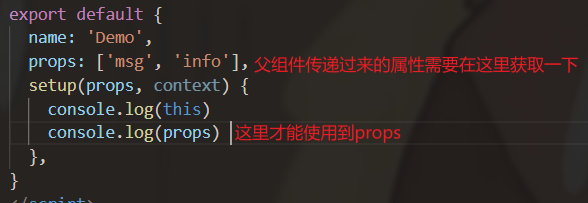 export default {
name: 'Demo',
props: ['msg', 'info'], 父组件传递过来的属性需要在这里获取一下
setup(props, context) {
console.log(this)
console.log(props) 这里才能使用到props
},
}
</script>